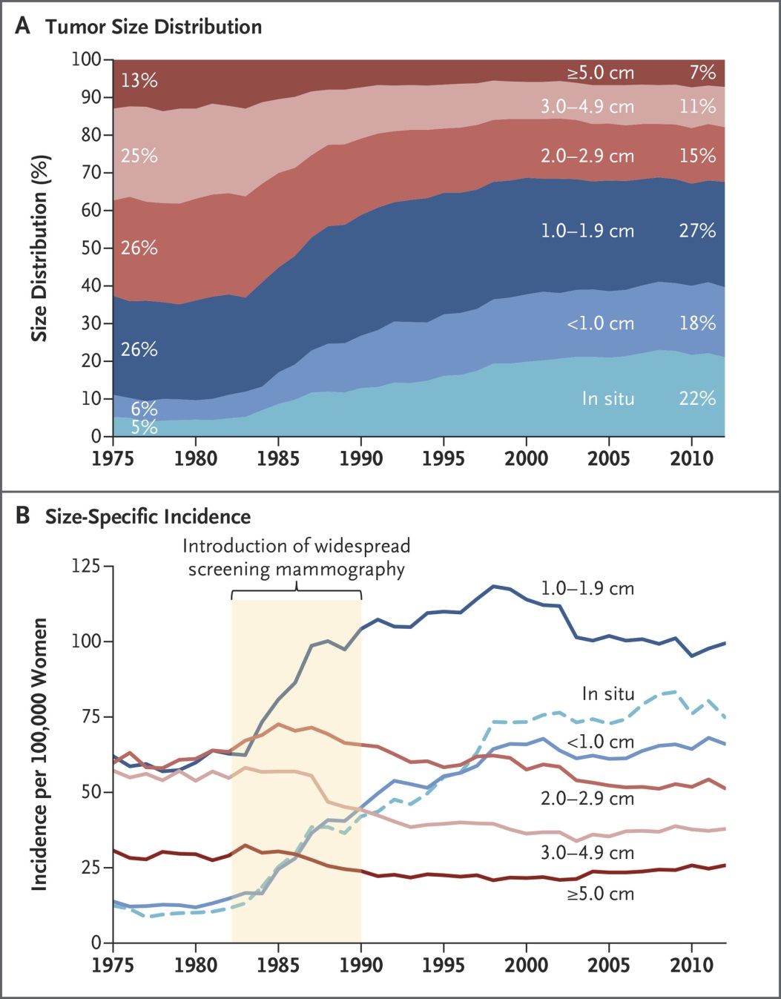 A Tumor Size Distribution
Size Distribution (%)
100
90
80
70
60
50
40
30
20
10
0
13%
25%
26%
26%
6%
5%
≥5.0 cm 7%
3.0–4.9 cm 11%
2.0–2.9 cm 15%
1.0–1.9 cm 27%
<1.0 cm 18%
In situ 22%
1975 1980 1985 1990 1995 2000 2005 2010
B Size-Specific Incidence
Introduction of widespread
screening mammography
Incidence per 100,000 Women
125
100
75
50
25
0
1.0–1.9 cm
In situ
<1.0 cm
2.0–2.9 cm
3.0–4.9 cm
≥5.0 cm
1975 1980 1985 1990 1995 2000 2005 2010